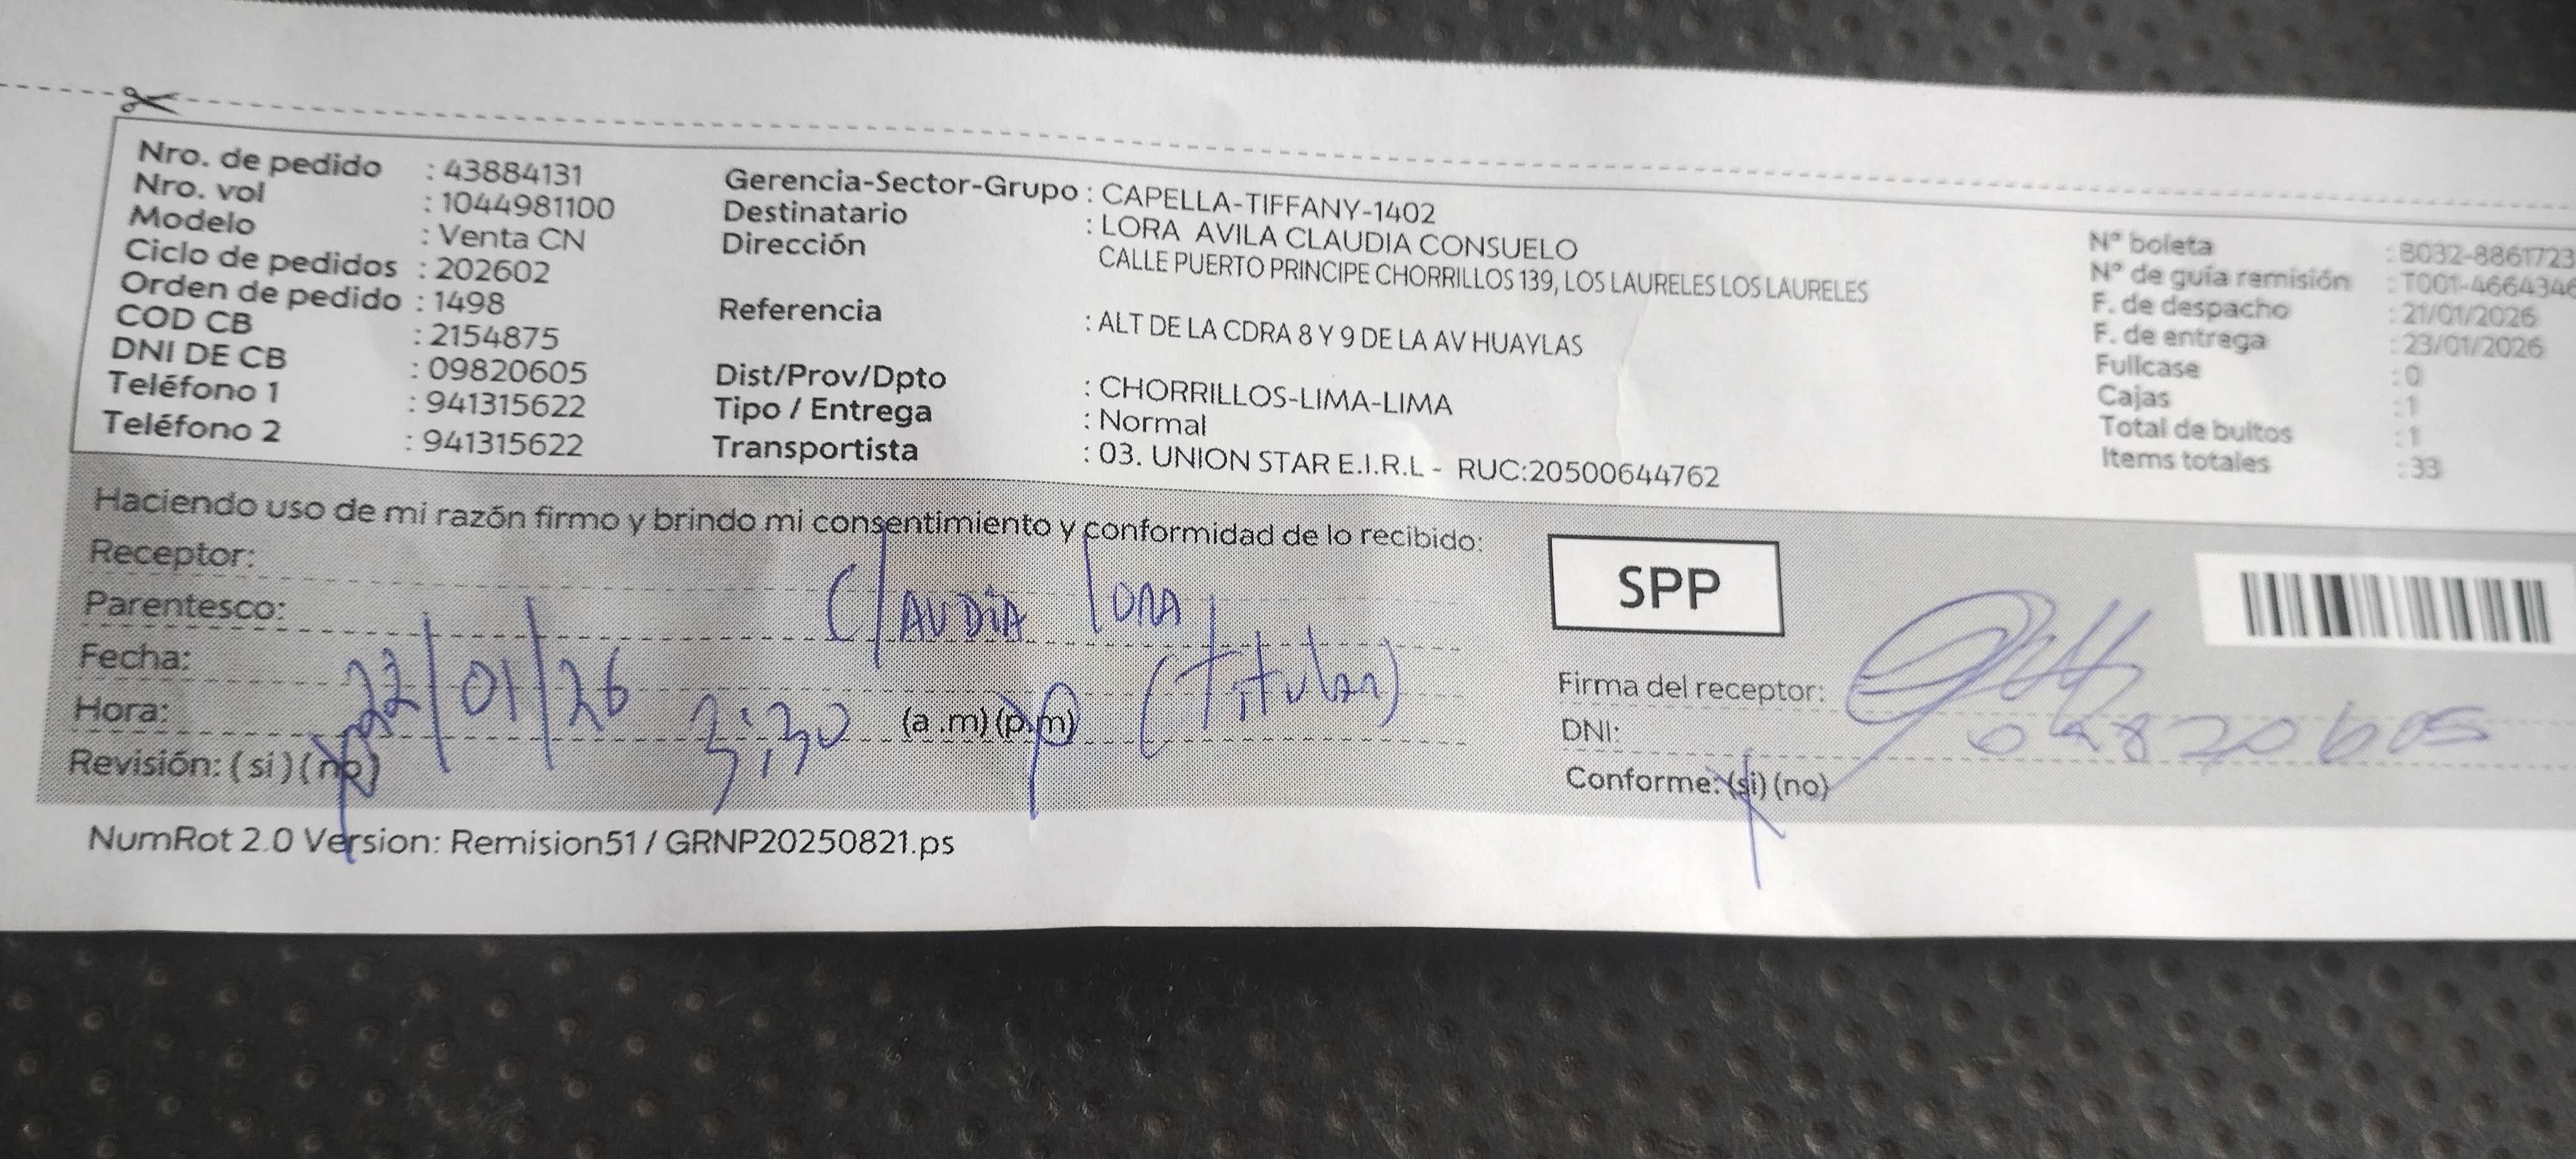 Nro. de pedido : 43884131
Nro. vol : 1044981100
Modelo : Venta CN
Ciclo de pedidos : 202602
Orden de pedido : 1498
COD CB : 2154875
DNI DE CB : 09820605
Teléfono 1 : 941315622
Teléfono 2 : 941315622
Gerencia-Sector-Grupo : CAPELLA-TIFFANY-1402
Destinatario : LORA AVILA CLAUDIA CONSUELO
Dirección CALLE PUERTO PRINCIPE CHORRILLOS 139, LOS LAURELES LOS LAURELES
Referencia : ALT DE LA CDRA 8 Y 9 DE LA AV HUAYLAS
Dist/Prov/Dpto : CHORRILLOS-LIMA-LIMA
Tipo / Entrega : Normal
Transportista : 03. UNION STAR E.I.R.L - RUC:20500644762
N° boleta : B032-8861723
N° de guía remisión : T001-4664346
F. de despacho : 21/01/2026
F. de entrega : 23/01/2026
Fullcase : 0
Cajas : 1
Total de bultos : 1
Items totales : 33
Haciendo uso de mi razón firmo y brindo mi consentimiento y conformidad de lo recibido:
Receptor: Claudia Lora
Parentesco: (Titular)
Fecha: 22/01/26
Hora: 3:30 (a .m) (p.m)
Revisión: (si) (no)
SPP
Firma del receptor:
DNI: 09820605
Conforme: (si) (no)
NumRot 2.0 Version: Remision51 / GRNP20250821.ps